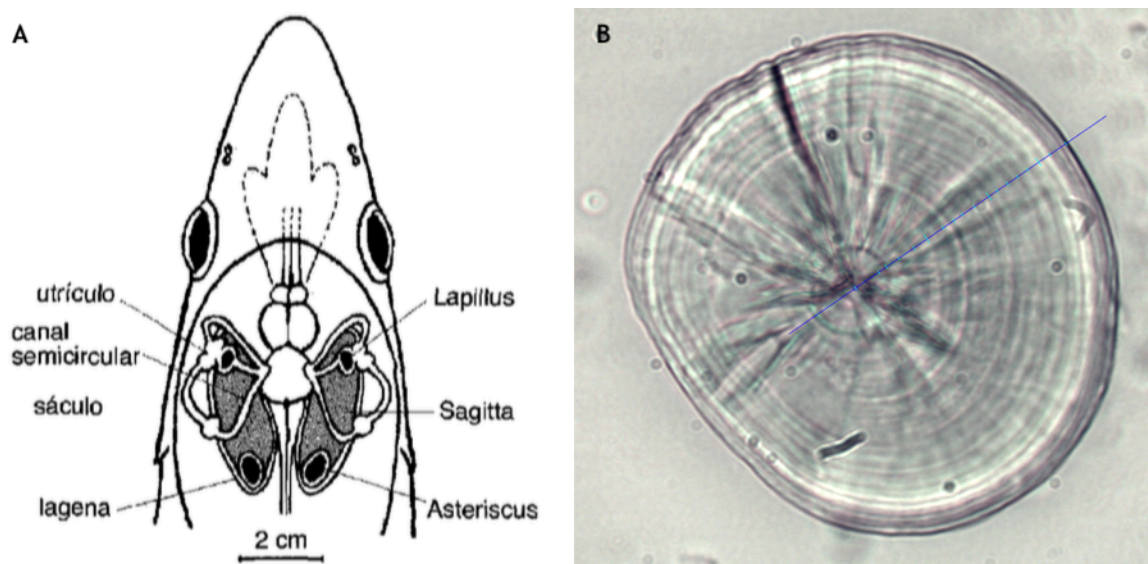 A
B
utrículo
canal
semicircular
sáculo
lagena
Lapillus
Sagitta
Asteriscus
2 cm